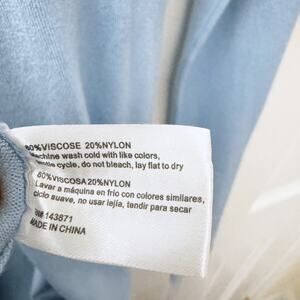 80%VISCOSE 20%NYLON
Machine wash cold with like colors,
gentle cycle, do not bleach, lay flat to dry
80%VISCOSA 20%NYLON
Lavar a máquina en frío con colores similares,
ciclo suave, no usar lejía, tendir para secar
143871
MADE IN CHINA